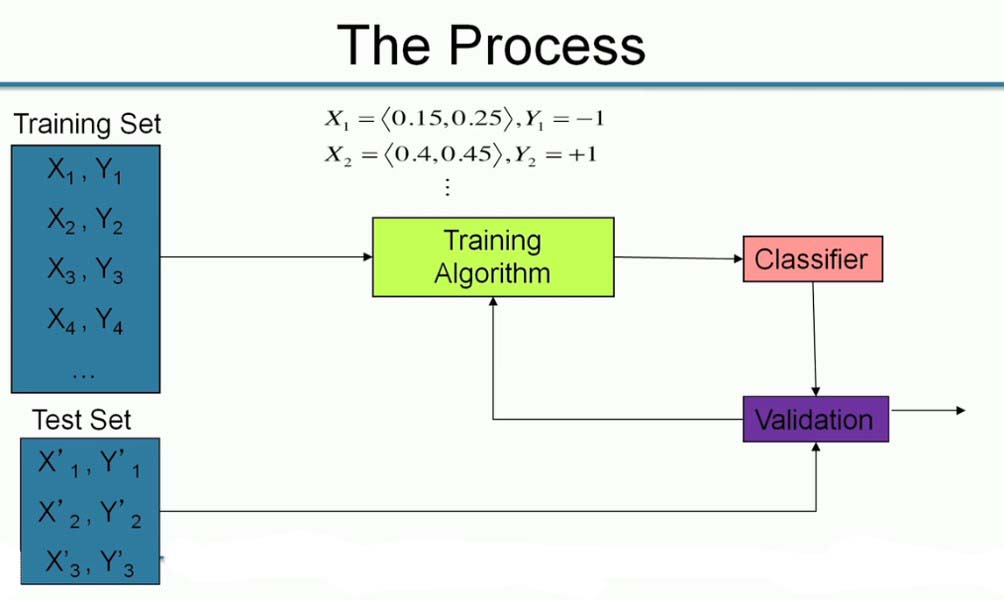 The Process
Training Set
X₁ , Y₁
X₂ , Y₂
X₃ , Y₃
X₄ , Y₄
...
X₁ = ⟨0.15,0.25⟩,Y₁ = −1
X₂ = ⟨0.4,0.45⟩,Y₂ = +1
⋮
Training
Algorithm
Classifier
Validation
Test Set
X’₁, Y’₁
X’₂, Y’₂
X’₃, Y’₃